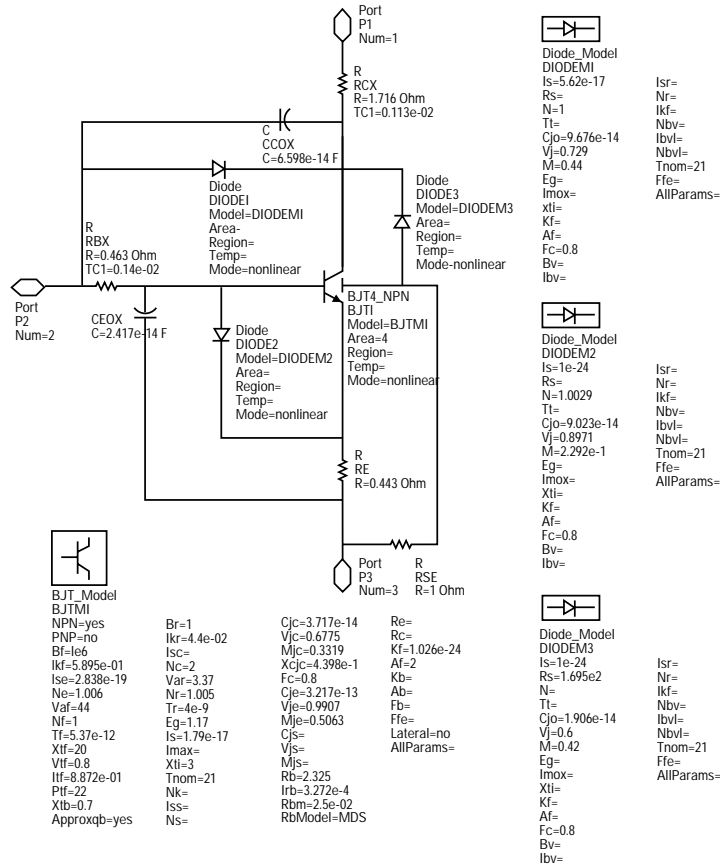 Port
P1
Num=1
R
RCX
R=1.716 Ohm
TC1=0.113e-02
C
CCOX
C=6.598e-14 F
Diode
DIODEI
Model=DIODEMI
Area-
Region=
Temp=
Mode=nonlinear
Diode
DIODE3
Model=DIODEM3
Area=
Region=
Temp=
Mode-nonlinear
R
RBX
R=0.463 Ohm
TC1=0.14e-02
Port
P2
Num=2
CEOX
C=2.417e-14 F
Diode
DIODE2
Model=DIODEM2
Area=
Region=
Temp=
Mode=nonlinear
BJT4_NPN
BJTI
Model=BJTMI
Area=4
Region=
Temp=
Mode=nonlinear
R
RE
R=0.443 Ohm
Port
P3
Num=3
R
RSE
R=1 Ohm
Diode_Model
DIODEMI
Is=5.62e-17
Rs=
N=1
Tt=
Cjo=9.676e-14
Vj=0.729
M=0.44
Eg=
Imox=
xti=
Kf=
Af=
Fc=0.8
Bv=
Ibv=
Isr=
Nr=
Ikf=
Nbv=
Ibvl=
Nbvl=
Tnom=21
Ffe=
AllParams=
Diode_Model
DIODEM2
Is=1e-24
Rs=
N=1.0029
Tt=
Cjo=9.023e-14
Vj=0.8971
M=2.292e-1
Eg=
Imox=
Xti=
Kf=
Af=
Fc=0.8
Bv=
Ibv=
Isr=
Nr=
Ikf=
Nbv=
Ibvl=
Nbvl=
Tnom=21
Ffe=
AllParams=
Diode_Model
DIODEM3
Is=1e-24
Rs=1.695e2
N=
Tt=
Cjo=1.906e-14
Vj=0.6
M=0.42
Eg=
Imox=
Xti=
Kf=
Af=
Fc=0.8
Bv=
Ibv=
Isr=
Nr=
Ikf=
Nbv=
Ibvl=
Nbvl=
Tnom=21
Ffe=
AllParams=
BJT_Model
BJTMI
NPN=yes
PNP=no
Bf=le6
Ikf=5.895e-01
Ise=2.838e-19
Ne=1.006
Vaf=44
Nf=1
Tf=5.37e-12
Xtf=20
Vtf=0.8
Itf=8.872e-01
Ptf=22
Xtb=0.7
Approxqb=yes
Br=1
Ikr=4.4e-02
Isc=
Nc=2
Var=3.37
Nr=1.005
Tr=4e-9
Eg=1.17
Is=1.79e-17
Imax=
Xti=3
Tnom=21
Nk=
Iss=
Ns=
Cjc=3.717e-14
Vjc=0.6775
Mjc=0.3319
Xcjc=4.398e-1
Fc=0.8
Cje=3.217e-13
Vje=0.9907
Mje=0.5063
Cjs=
Vjs=
Mjs=
Rb=2.325
Irb=3.272e-4
Rbm=2.5e-02
RbModel=MDS
Re=
Rc=
Kf=1.026e-24
Af=2
Kb=
Ab=
Fb=
Ffe=
Lateral=no
AllParams=